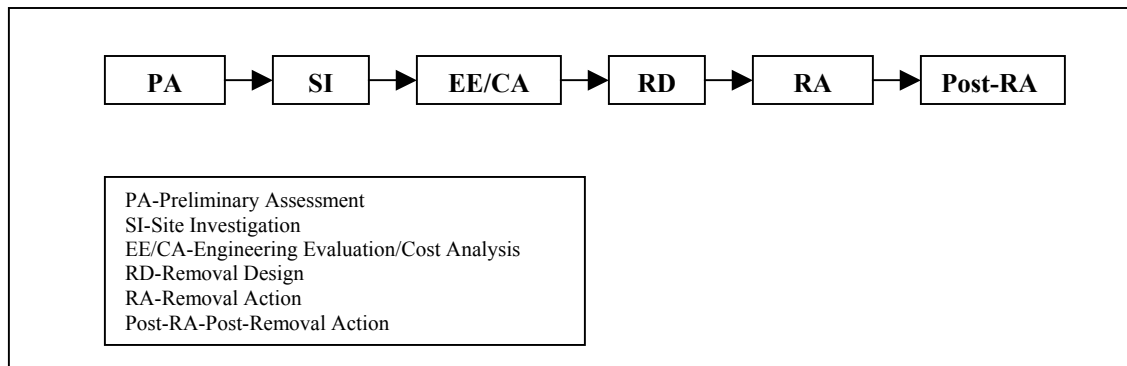 PA SI EE/CA RD RA Post-RA
PA-Preliminary Assessment
SI-Site Investigation
EE/CA-Engineering Evaluation/Cost Analysis
RD-Removal Design
RA-Removal Action
Post-RA-Post-Removal Action